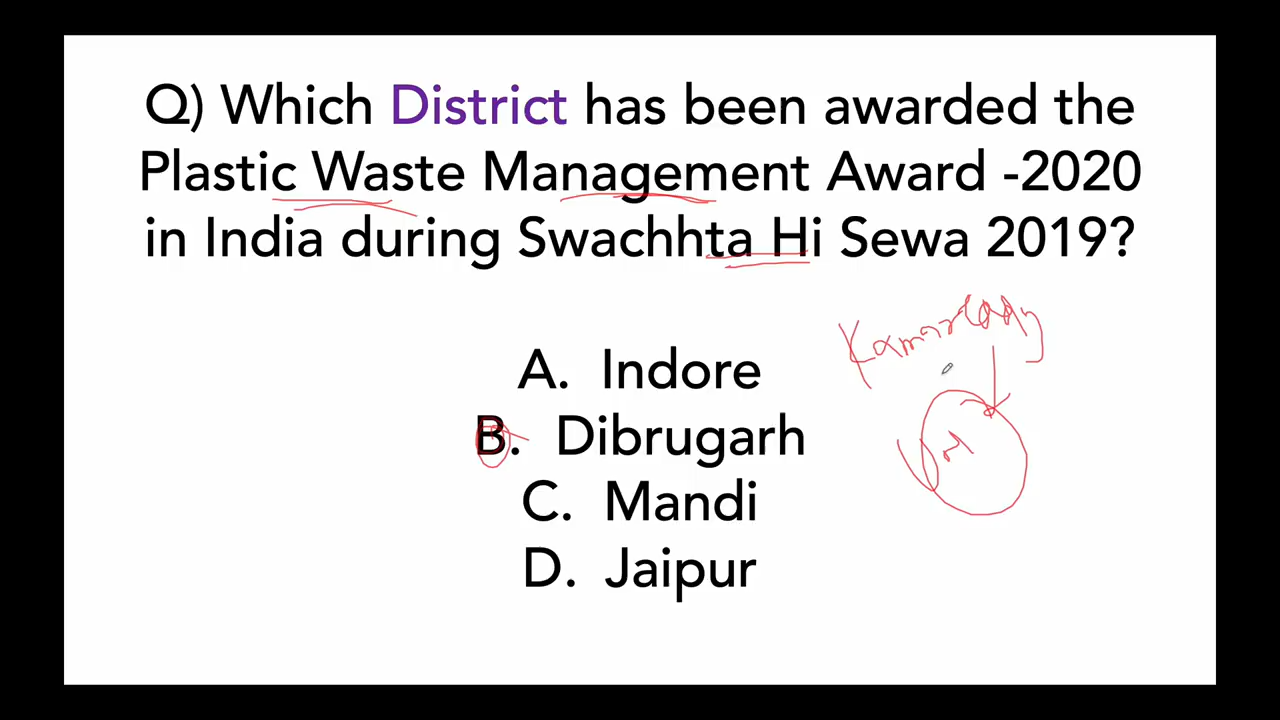 Q) Which District has been awarded the
Plastic Waste Management Award -2020
in India during Swachhta Hi Sewa 2019?
A. Indore
B. Dibrugarh
C. Mandi
D. Jaipur